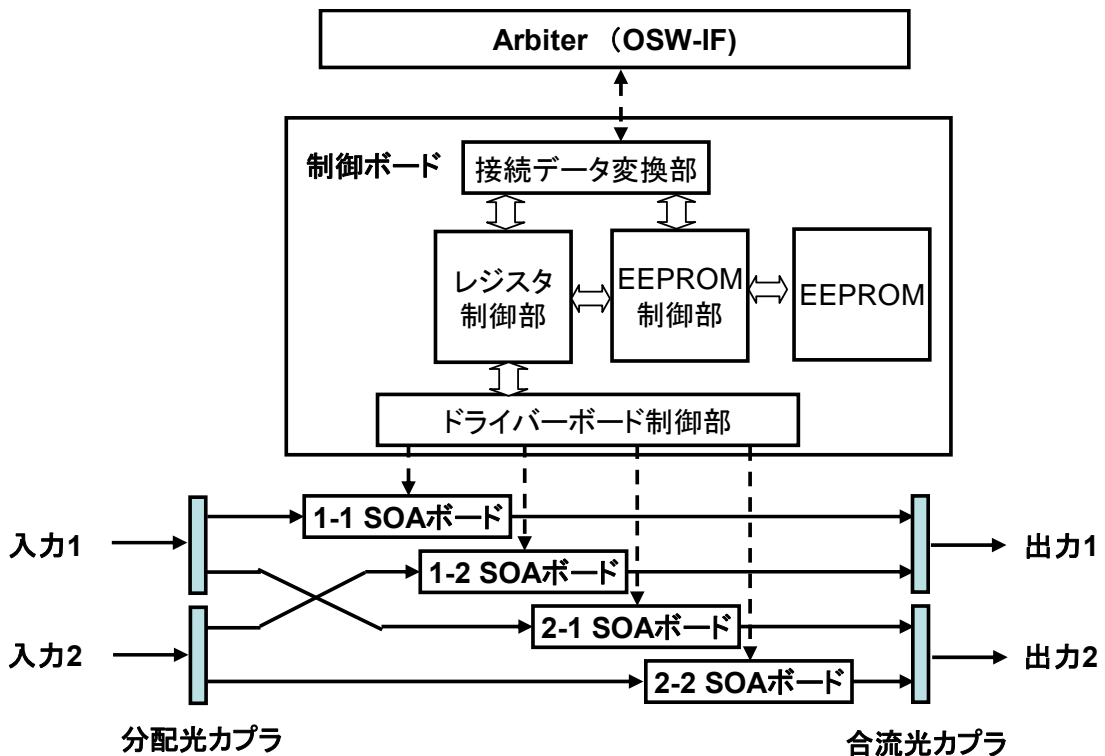 Arbiter （OSW-IF)
制御ボード
接続データ変換部
レジスタ
制御部
EEPROM
制御部
EEPROM
ドライバーボード制御部
1-1 SOAボード
入力1
出力1
1-2 SOAボード
2-1 SOAボード
入力2
出力2
2-2 SOAボード
分配光カプラ
合流光カプラ